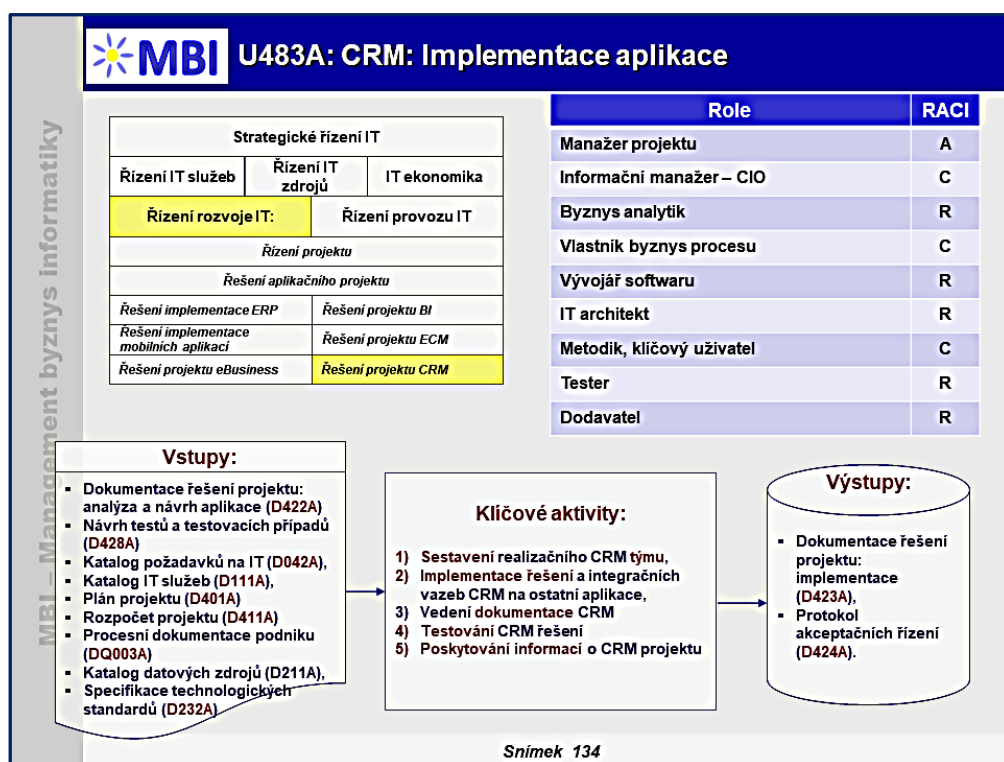 MBI
U483A: CRM: Implementace aplikace
MBI – Management byznys informatiky
Strategické řízení IT
Řízení IT služeb
Řízení IT
zdrojů
IT ekonomika
Řízení rozvoje IT:
Řízení provozu IT
Řízení projektu
Řešení aplikačního projektu
Řešení implementace ERP
Řešení projektu BI
Řešení implementace
mobilních aplikací
Řešení projektu ECM
Řešení projektu eBusiness
Řešení projektu CRM
Role RACI
Manažer projektu A
Informační manažer – CIO C
Byznys analytik R
Vlastník byznys procesu C
Vývojář softwaru R
IT architekt R
Metodik, klíčový uživatel C
Tester R
Dodavatel R
Vstupy:
▪ Dokumentace řešení projektu:
analýza a návrh aplikace (D422A)
▪ Návrh testů a testovacích případů
(D428A)
▪ Katalog požadavků na IT (D042A),
▪ Katalog IT služeb (D111A),
▪ Plán projektu (D401A)
▪ Rozpočet projektu (D411A)
▪ Procesní dokumentace podniku
(DQ003A)
▪ Katalog datových zdrojů (D211A),
▪ Specifikace technologických
standardů (D232A)
Klíčové aktivity:
1) Sestavení realizačního CRM týmu,
2) Implementace řešení a integračních
vazeb CRM na ostatní aplikace,
3) Vedení dokumentace CRM
4) Testování CRM řešení
5) Poskytování informací o CRM projektu
Výstupy:
▪ Dokumentace řešení
projektu:
implementace
(D423A),
▪ Protokol
akceptačních řízení
(D424A).
Snímek 134